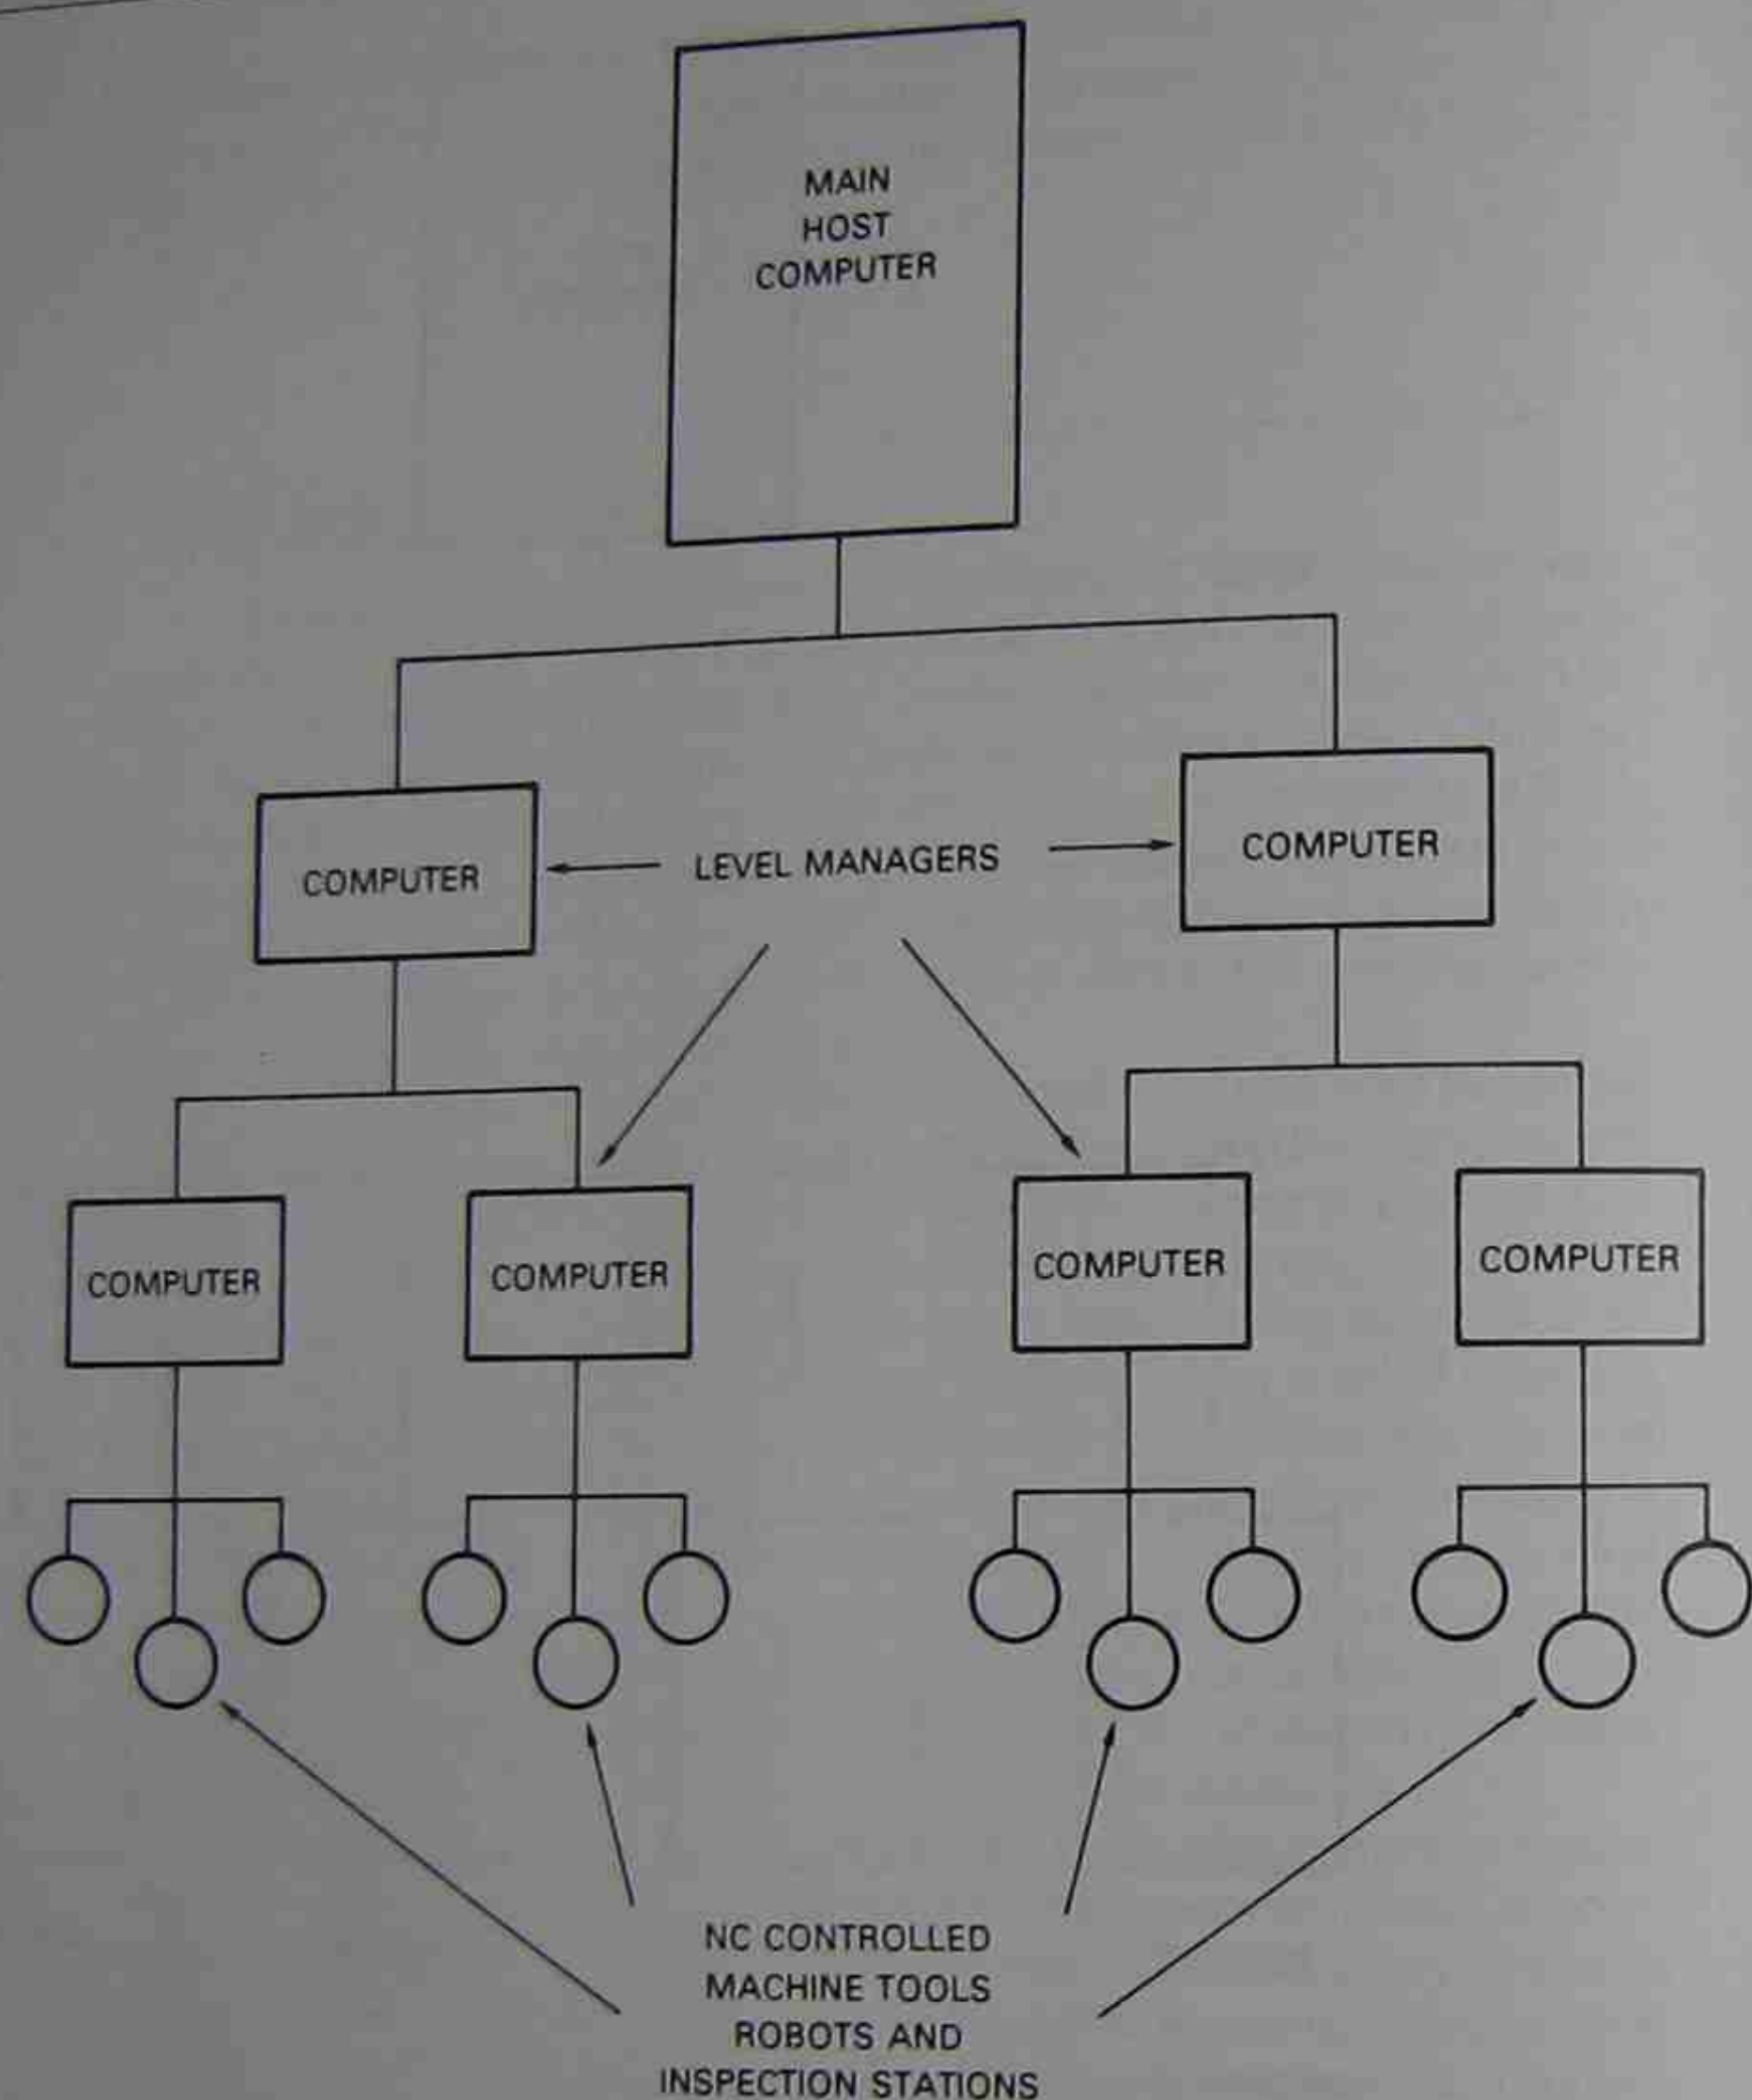 MAIN
HOST
COMPUTER
COMPUTER
LEVEL MANAGERS
COMPUTER
COMPUTER
COMPUTER
COMPUTER
COMPUTER
NC CONTROLLED
MACHINE TOOLS
ROBOTS AND
INSPECTION STATIONS